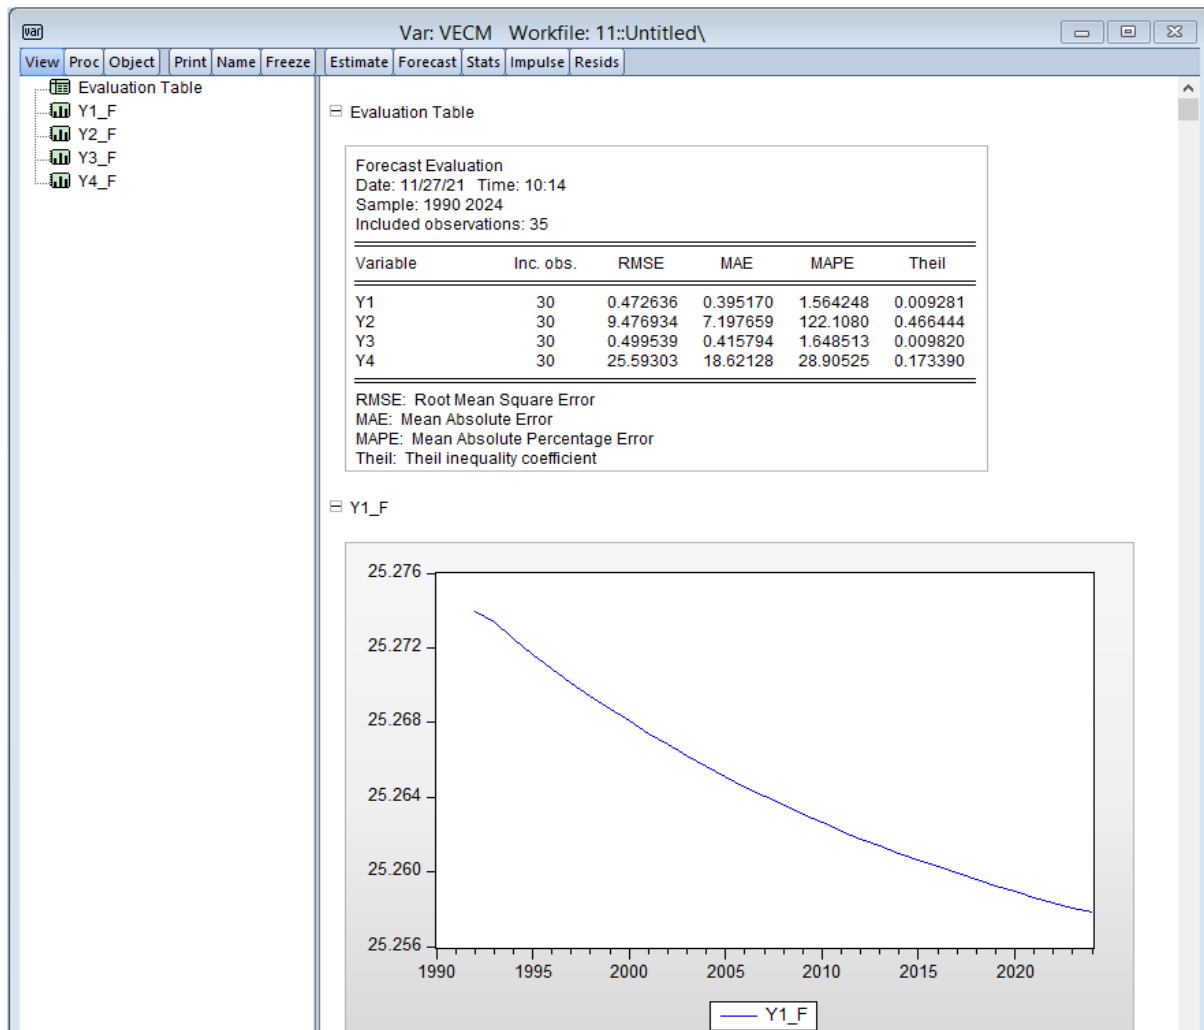 var
Var: VECM Workfile: 11::Untitled\
View Proc Object Print Name Freeze Estimate Forecast Stats Impulse Resids
Evaluation Table
Y1_F
Y2_F
Y3_F
Y4_F
Evaluation Table
Forecast Evaluation
Date: 11/27/21 Time: 10:14
Sample: 1990 2024
Included observations: 35
Variable Inc. obs. RMSE MAE MAPE Theil
Y1 30 0.472636 0.395170 1.564248 0.009281
Y2 30 9.476934 7.197659 122.1080 0.466444
Y3 30 0.499539 0.415794 1.648513 0.009820
Y4 30 25.59303 18.62128 28.90525 0.173390
RMSE: Root Mean Square Error
MAE: Mean Absolute Error
MAPE: Mean Absolute Percentage Error
Theil: Theil inequality coefficient
Y1_F
25.276
25.272
25.268
25.264
25.260
25.256
1990 1995 2000 2005 2010 2015 2020
Y1_F